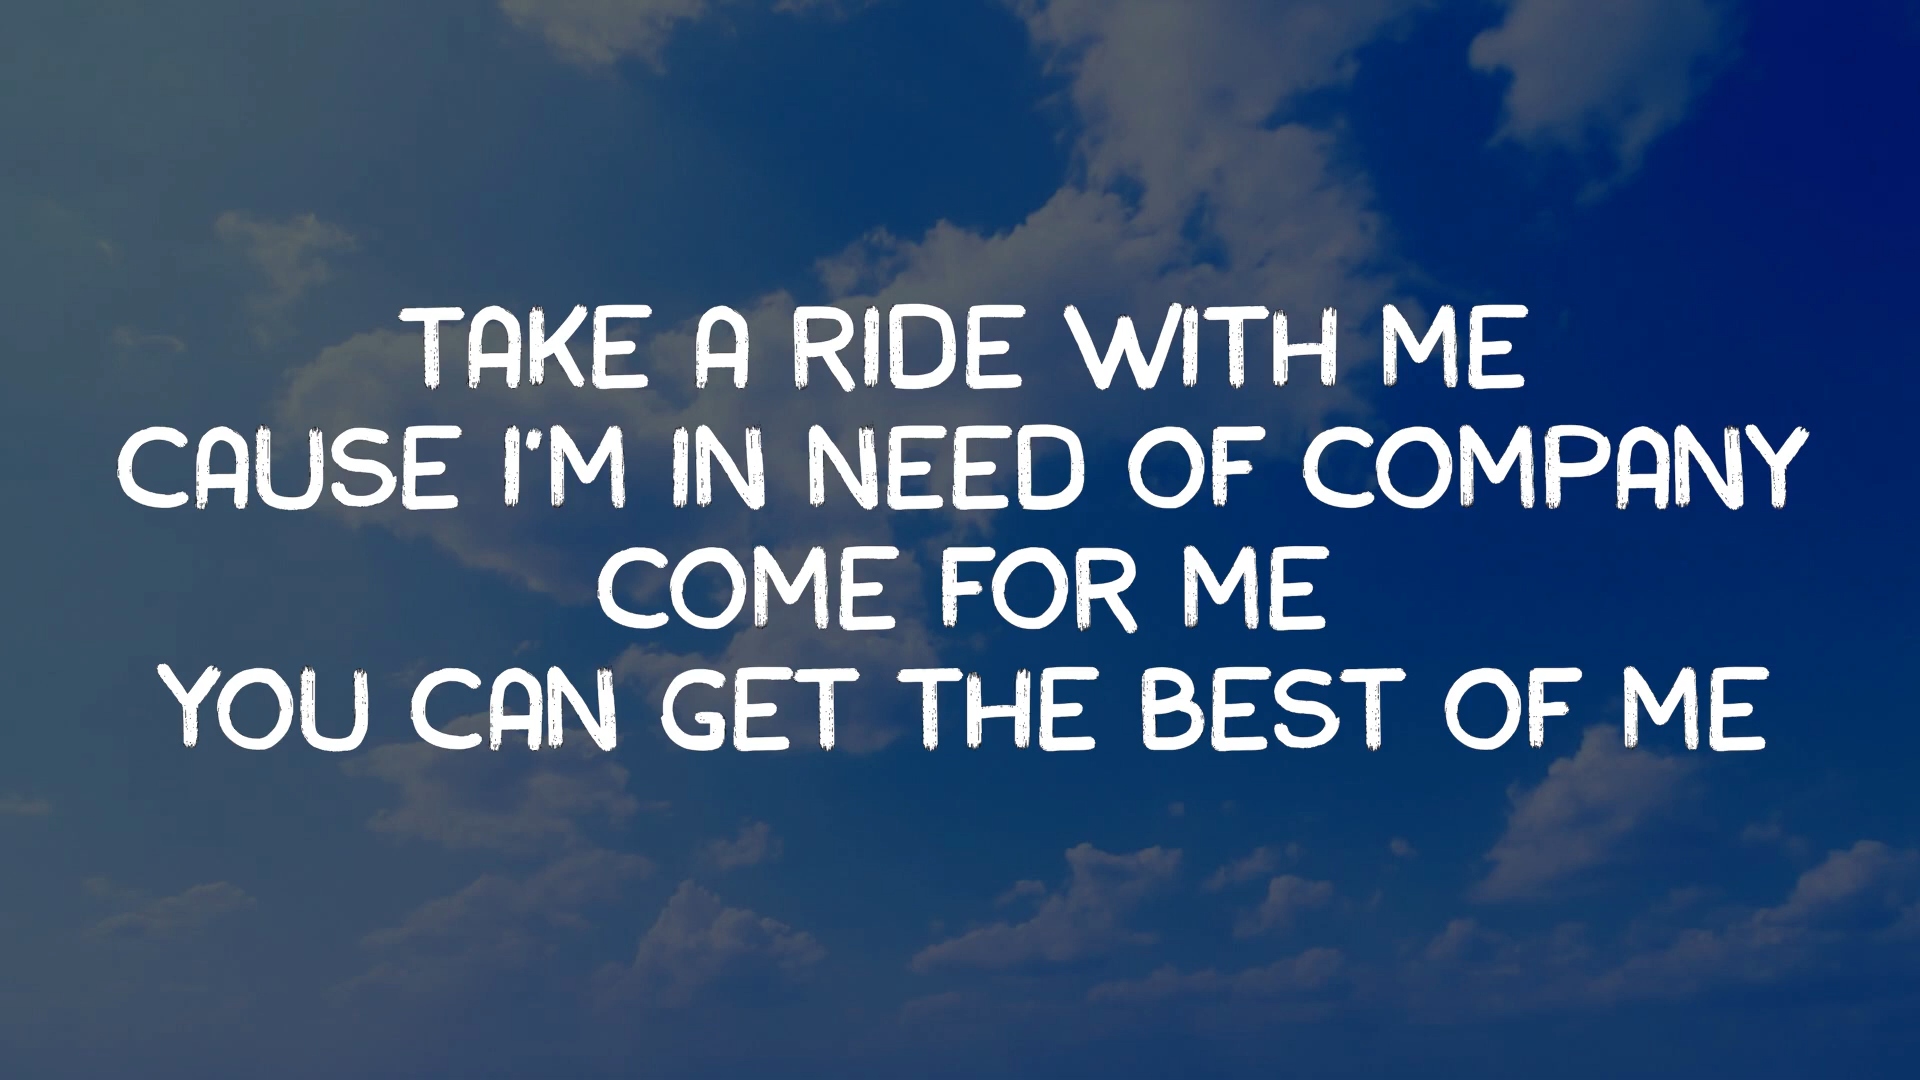 TAKE A RIDE WITH ME
CAUSE I'M IN NEED OF COMPANY
COME FOR ME
YOU CAN GET THE BEST OF ME